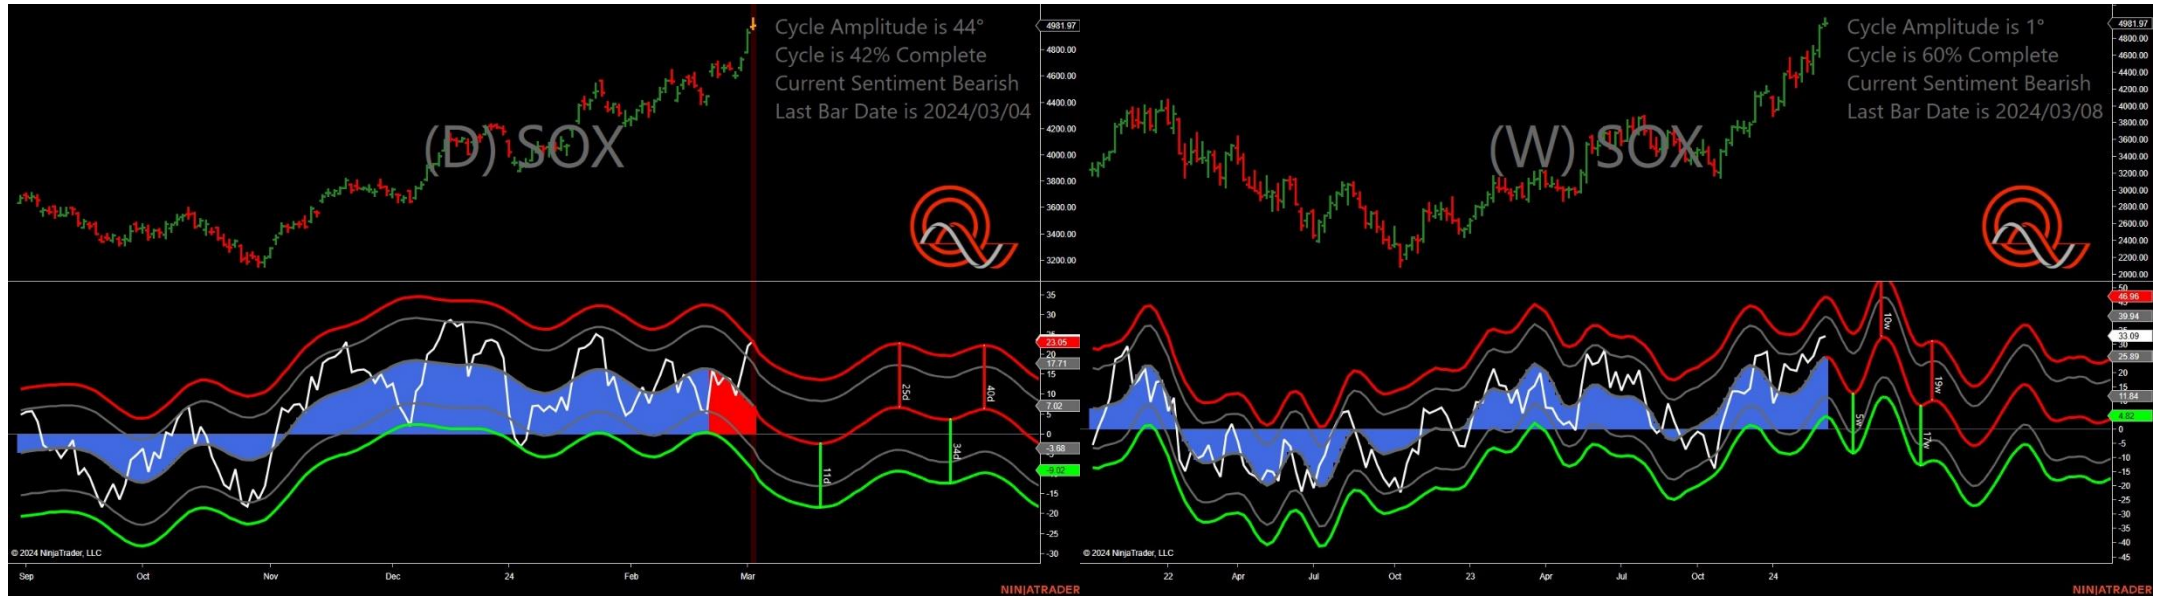 Cycle Amplitude is 44°
Cycle is 42% Complete
Current Sentiment Bearish
Last Bar Date is 2024/03/04
(D) SOX
4981.97
4800.00
4600.00
4400.00
4200.00
4000.00
3800.00
3600.00
3400.00
3200.00
35
30
23.05
20
17.71
15
10
7.02
5
0
-3.68
-9.02
-15
-20
-25
-30
11d
25d
34d
40d
© 2024 NinjaTrader, LLC
Sep Oct Nov Dec 24 Feb Mar
NINJATRADER
Cycle Amplitude is 1°
Cycle is 60% Complete
Current Sentiment Bearish
Last Bar Date is 2024/03/08
(W) SOX
4981.97
4800.00
4600.00
4400.00
4200.00
4000.00
3800.00
3600.00
3400.00
3200.00
3000.00
2800.00
2600.00
2400.00
2200.00
2000.00
50
46.96
39.94
33.09
30
25.89
20
15
11.84
4.82
0
-5
-10
-15
-20
-25
-30
-35
-40
-45
5w
10w
17w
19w
© 2024 NinjaTrader, LLC
22 Apr Jul Oct 23 Apr Jul Oct 24
NINJATRADER